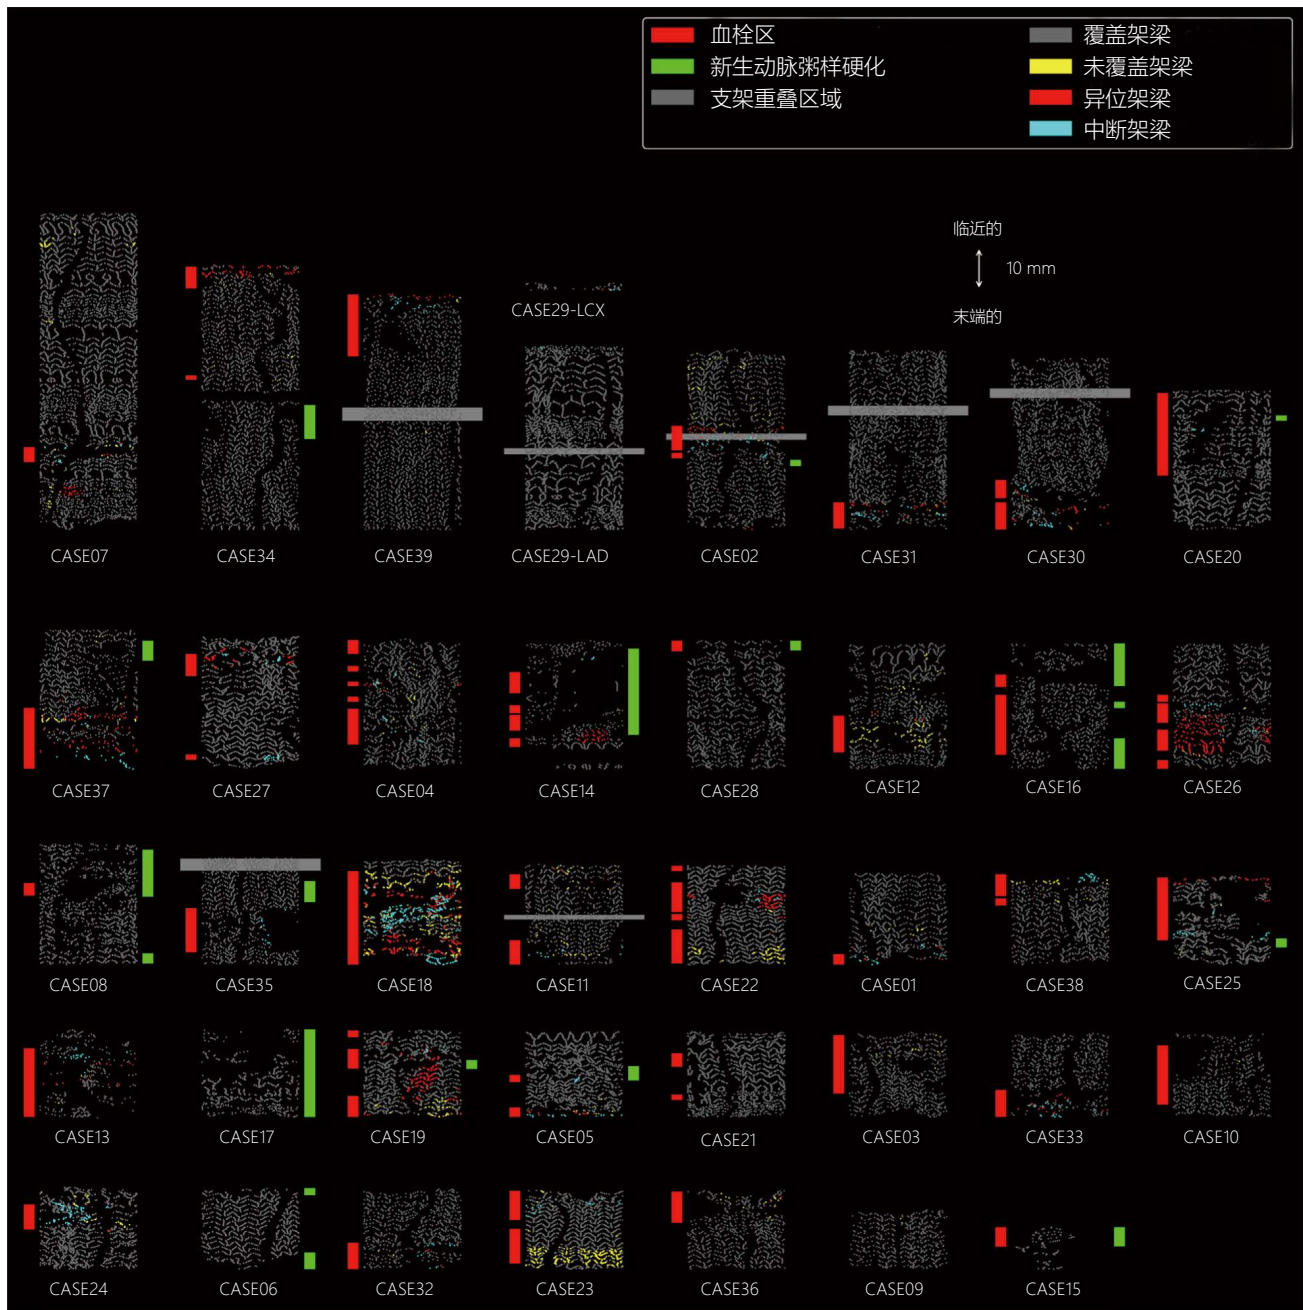 血栓区
新生动脉粥样硬化
支架重叠区域
覆盖架梁
未覆盖架梁
异位架梁
中断架梁
临近的
10 mm
末端的
CASE29-LCX
CASE07
CASE34
CASE39
CASE29-LAD
CASE02
CASE31
CASE30
CASE20
CASE37
CASE27
CASE04
CASE14
CASE28
CASE12
CASE16
CASE26
CASE08
CASE35
CASE18
CASE11
CASE22
CASE01
CASE38
CASE25
CASE13
CASE17
CASE19
CASE05
CASE21
CASE03
CASE33
CASE10
CASE24
CASE06
CASE32
CASE23
CASE36
CASE09
CASE15